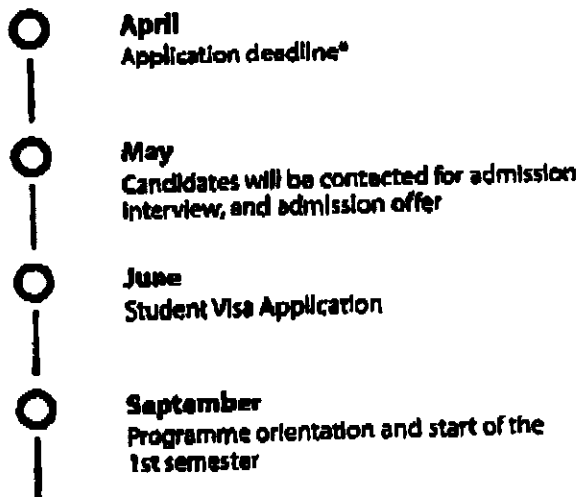 April
Application deadline*
May
Candidates will be contacted for admission
interview, and admission offer
June
Student Visa Application
September
Programme orientation and start of the
1st semester